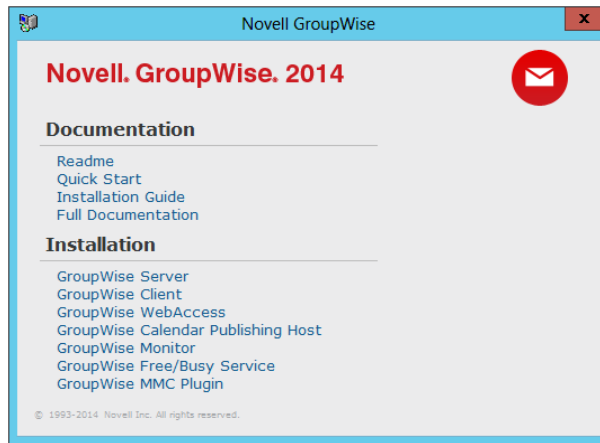 Novell GroupWise
x
Novell. GroupWise. 2014
Documentation
Readme
Quick Start
Installation Guide
Full Documentation
Installation
GroupWise Server
GroupWise Client
GroupWise WebAccess
GroupWise Calendar Publishing Host
GroupWise Monitor
GroupWise Free/Busy Service
GroupWise MMC Plugin
© 1993-2014 Novell Inc. All rights reserved.